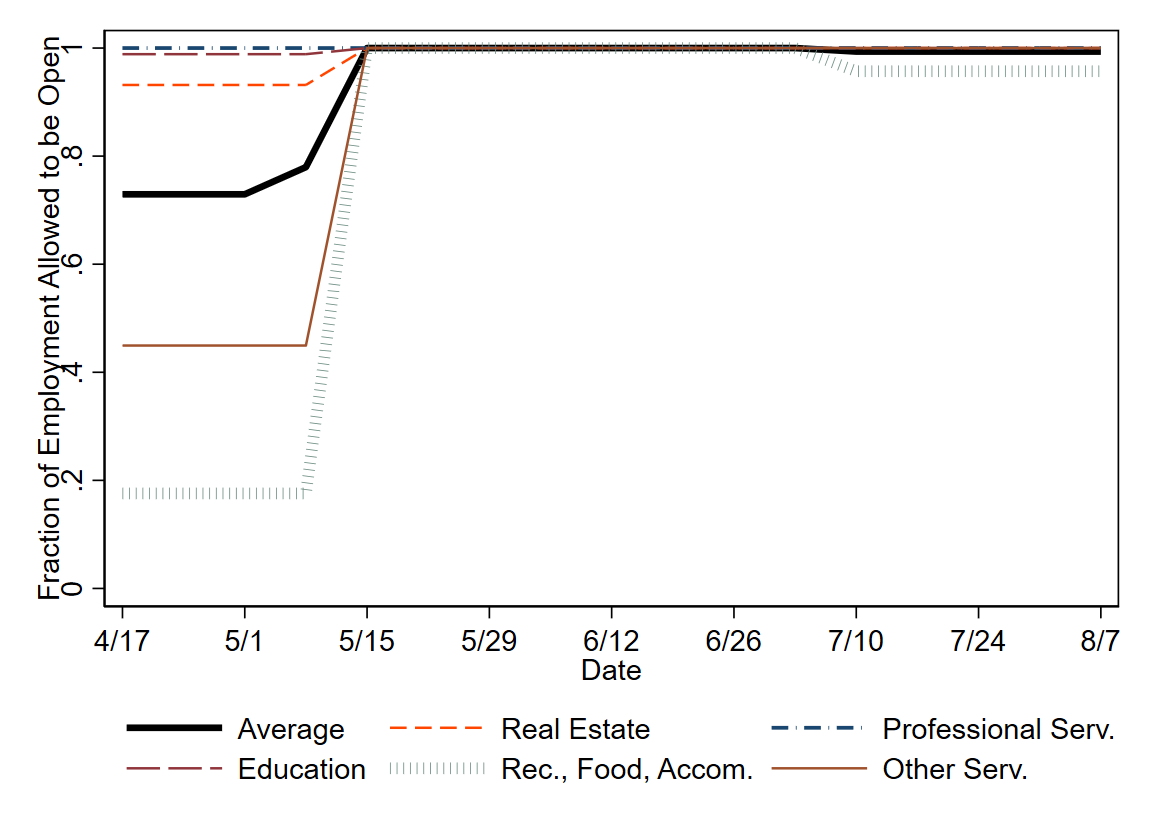 Fraction of Employment Allowed to be Open
1
.8
.6
.4
.2
0
4/17 5/1 5/15 5/29 6/12 6/26 7/10 7/24 8/7
Date
Average Real Estate Professional Serv.
Education Rec., Food, Accom. Other Serv.